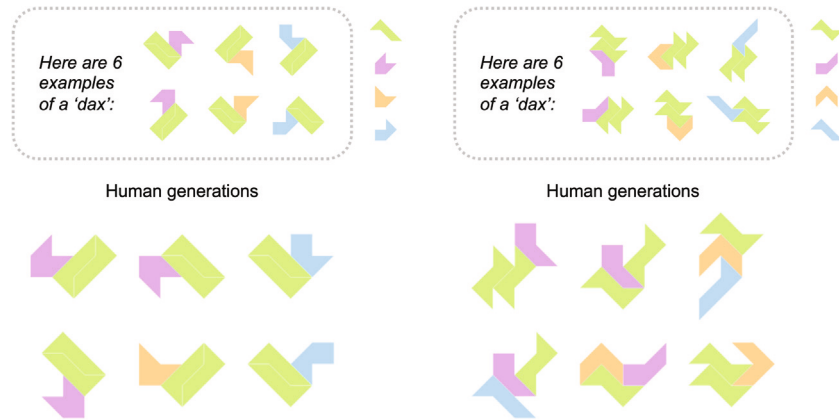 Here are 6
examples
of a ‘dax’:
Human generations
Here are 6
examples
of a ‘dax’:
Human generations